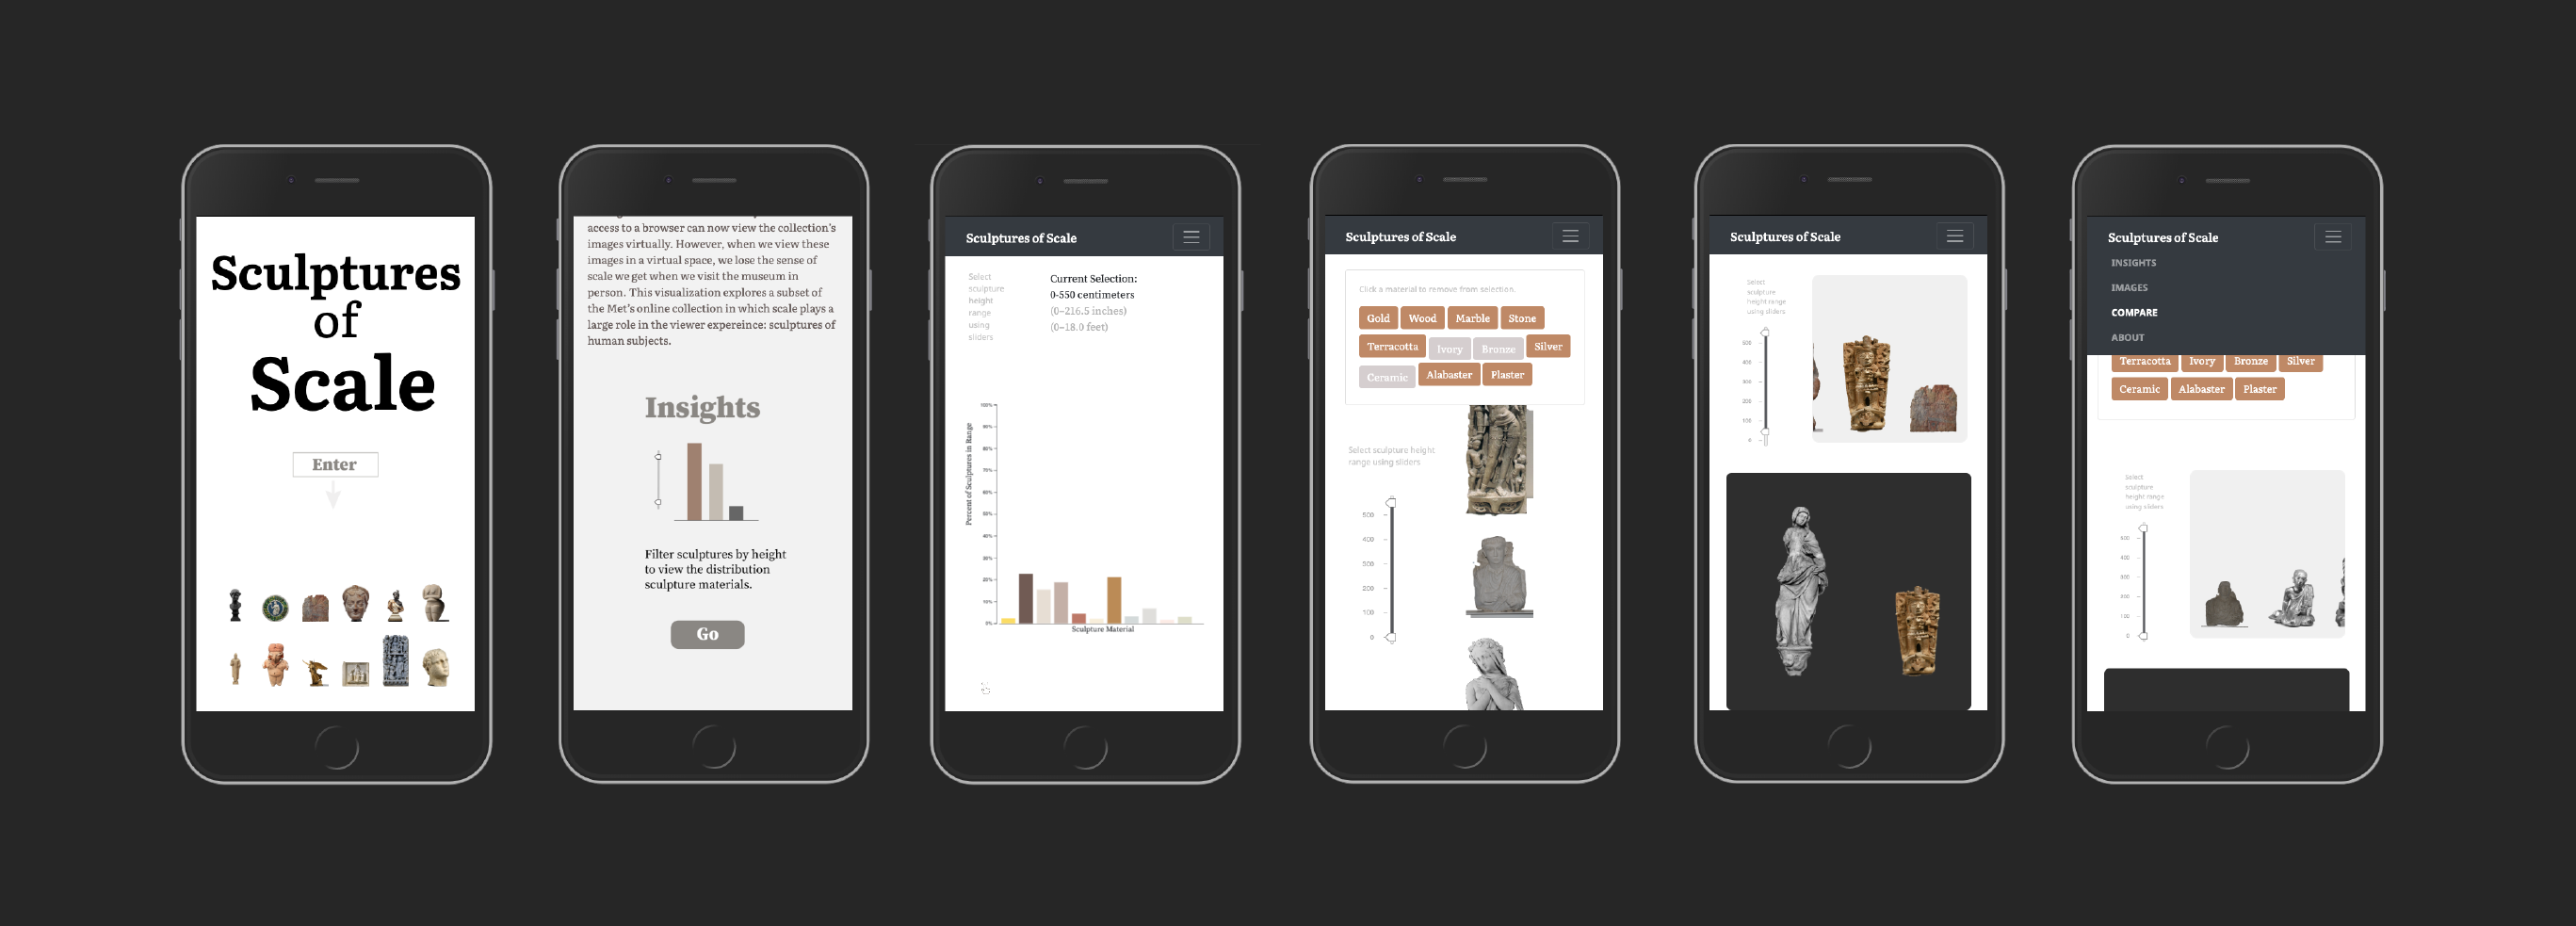 Sculptures
of
Scale
Enter
access to a browser can now view the collection's
images virtually. However, when we view these
images in a virtual space, we lose the sense of
scale we get when we visit the museum in
person. This visualization explores a subset of
the Met's online collection in which scale plays a
large role in the viewer expereince: sculptures of
human subjects.
Insights
Filter sculptures by height
to view the distribution
sculpture materials.
Go
Sculptures of Scale
Select
sculpture
height
range
using
sliders
Current Selection:
0-550 centimeters
(0-216.5 inches)
(0-18.0 feet)
Percent of Sculptures in Range
100%
90%
80%
70%
60%
50%
40%
30%
20%
10%
0%
Sculpture Material
Sculptures of Scale
Click a material to remove from selection.
Gold Wood Marble Stone
Terracotta Ivory Bronze Silver
Ceramic Alabaster Plaster
Select sculpture height
range using sliders
500
400
300
200
100
0
Sculptures of Scale
Select
sculpture
height range
using sliders
500
400
300
200
100
0
Sculptures of Scale
INSIGHTS
IMAGES
COMPARE
ABOUT
Terracotta Ivory Bronze Silver
Ceramic Alabaster Plaster
Select
sculpture
height range
using sliders
500
400
300
200
100
0